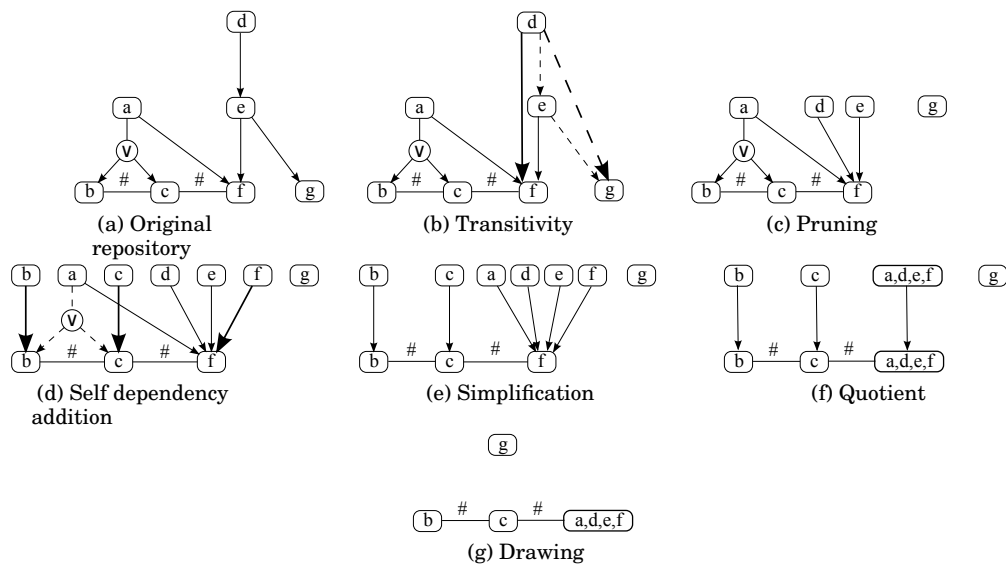 d
a
e
∨
b
#
c
#
f
g
(a) Original
repository
d
a
e
∨
b
#
c
#
f
g
(b) Transitivity
a
d
e
g
∨
b
#
c
#
f
(c) Pruning
b
a
c
d
e
f
g
∨
b
#
c
#
f
(d) Self dependency
addition
b
c
a
d
e
f
g
b
#
c
#
f
(e) Simplification
b
c
a,d,e,f
g
b
#
c
#
a,d,e,f
(f) Quotient
g
b
#
c
#
a,d,e,f
(g) Drawing